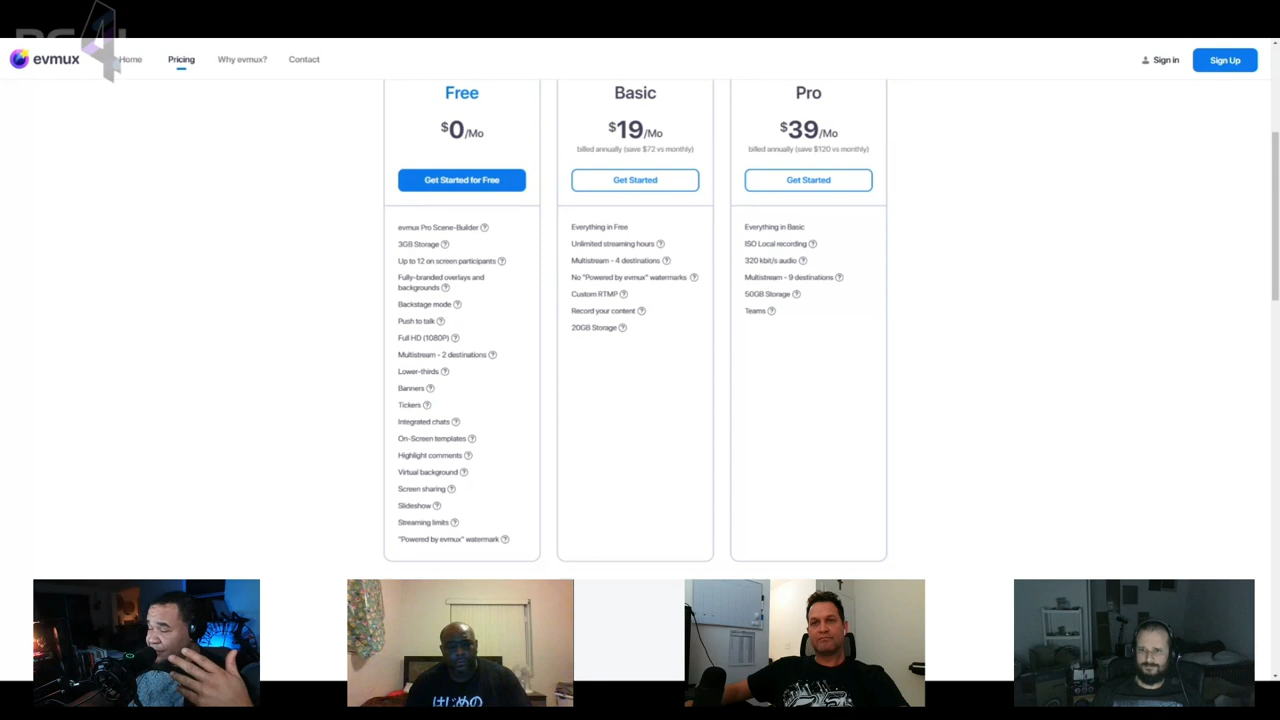 evmux
Home
Pricing
Why evmux?
Contact
Sign in
Sign Up
Free
$0/Mo
Get Started for Free
evmux Pro Scene-Builder
3GB Storage
Up to 12 on screen participants
Fully-branded overlays and
backgrounds
Backstage mode
Push to talk
Full HD (1080P)
Multistream - 2 destinations
Lower-thirds
Banners
Tickers
Integrated chats
On-Screen templates
Highlight comments
Virtual background
Screen sharing
Slideshow
Streaming limits
"Powered by evmux" watermark
Basic
$19/Mo
billed annually (save $72 vs monthly)
Get Started
Everything in Free
Unlimited streaming hours
Multistream - 4 destinations
No "Powered by evmux" watermarks
Custom RTMP
Record your content
20GB Storage
Pro
$39/Mo
billed annually (save $120 vs monthly)
Get Started
Everything in Basic
ISO Local recording
320 kbit/s audio
Multistream - 9 destinations
50GB Storage
Teams
はじめの